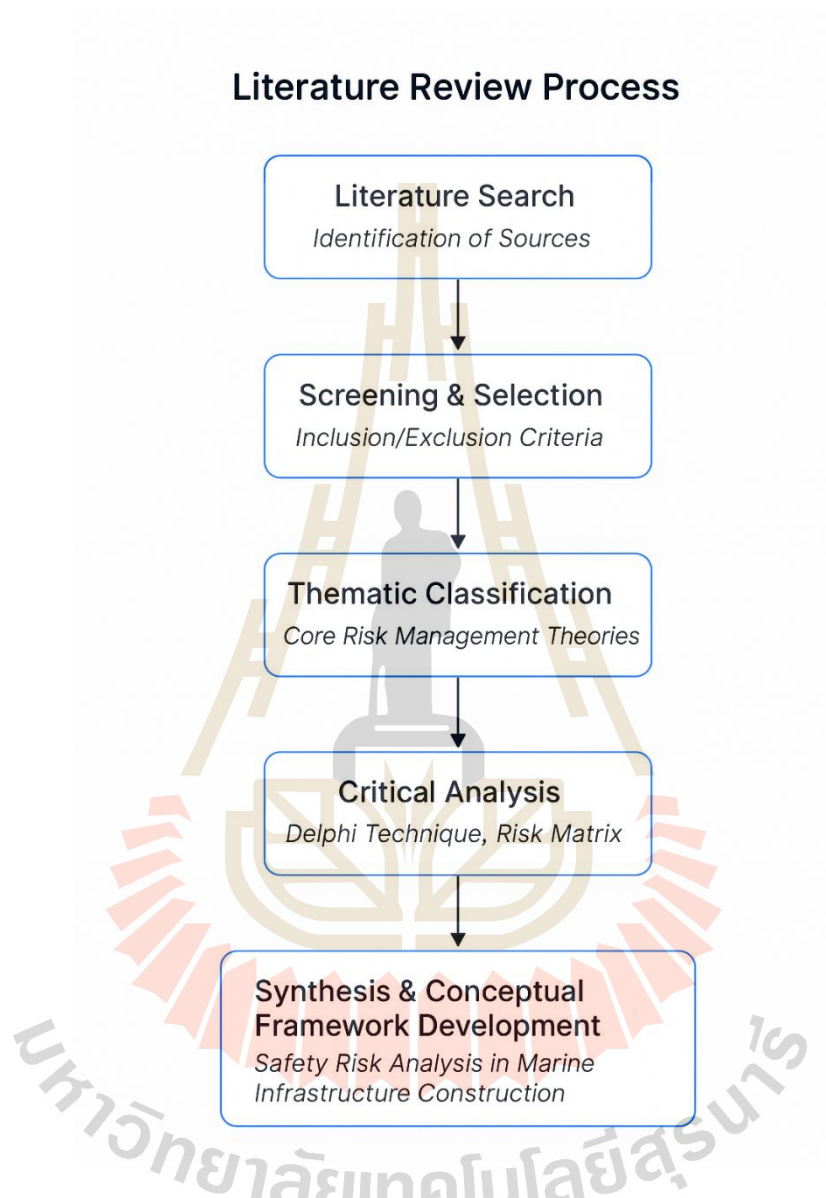 Literature Review Process
Literature Search
Identification of Sources
Screening & Selection
Inclusion/Exclusion Criteria
Thematic Classification
Core Risk Management Theories
Critical Analysis
Delphi Technique, Risk Matrix
Synthesis & Conceptual
Framework Development
Safety Risk Analysis in Marine
Infrastructure Construction
มหาวิทยาลัยเทคโนโลยีสุรนารี